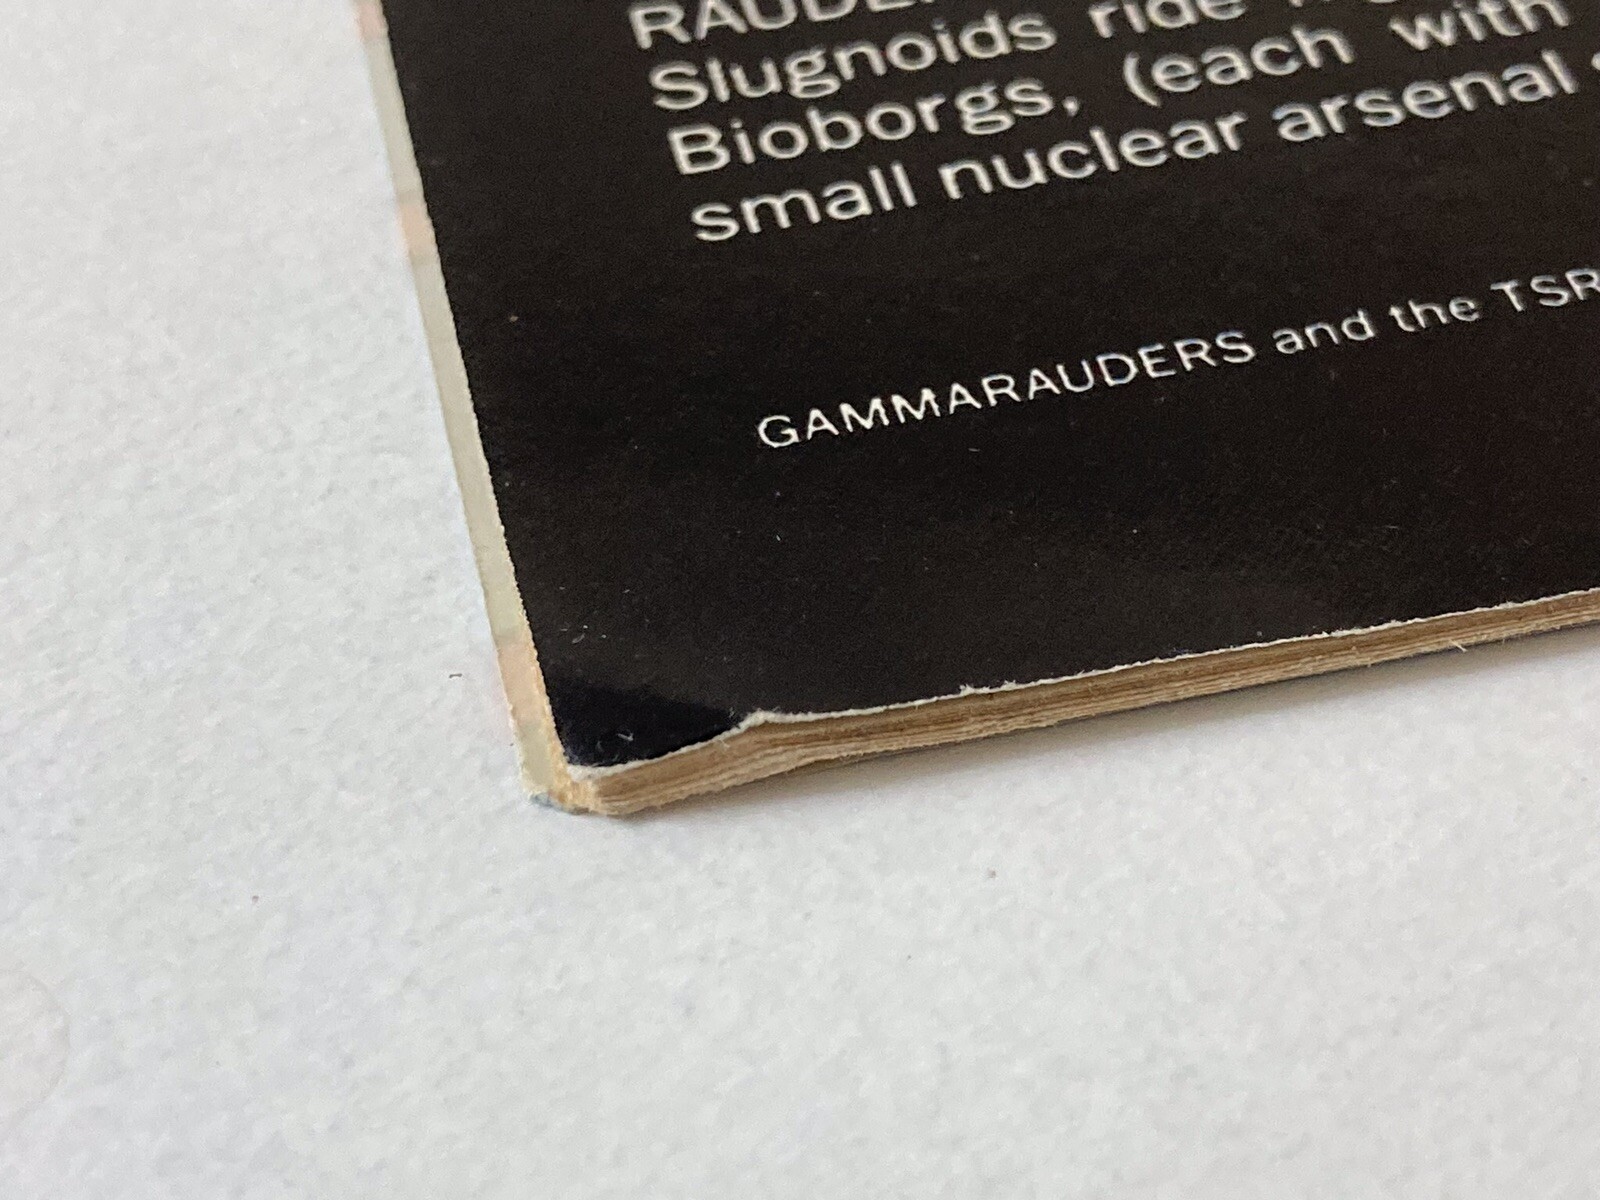 Slugnoids ride
Bioborgs, (each with
small nuclear arsenal
GAMMARAUDERS and the TSR